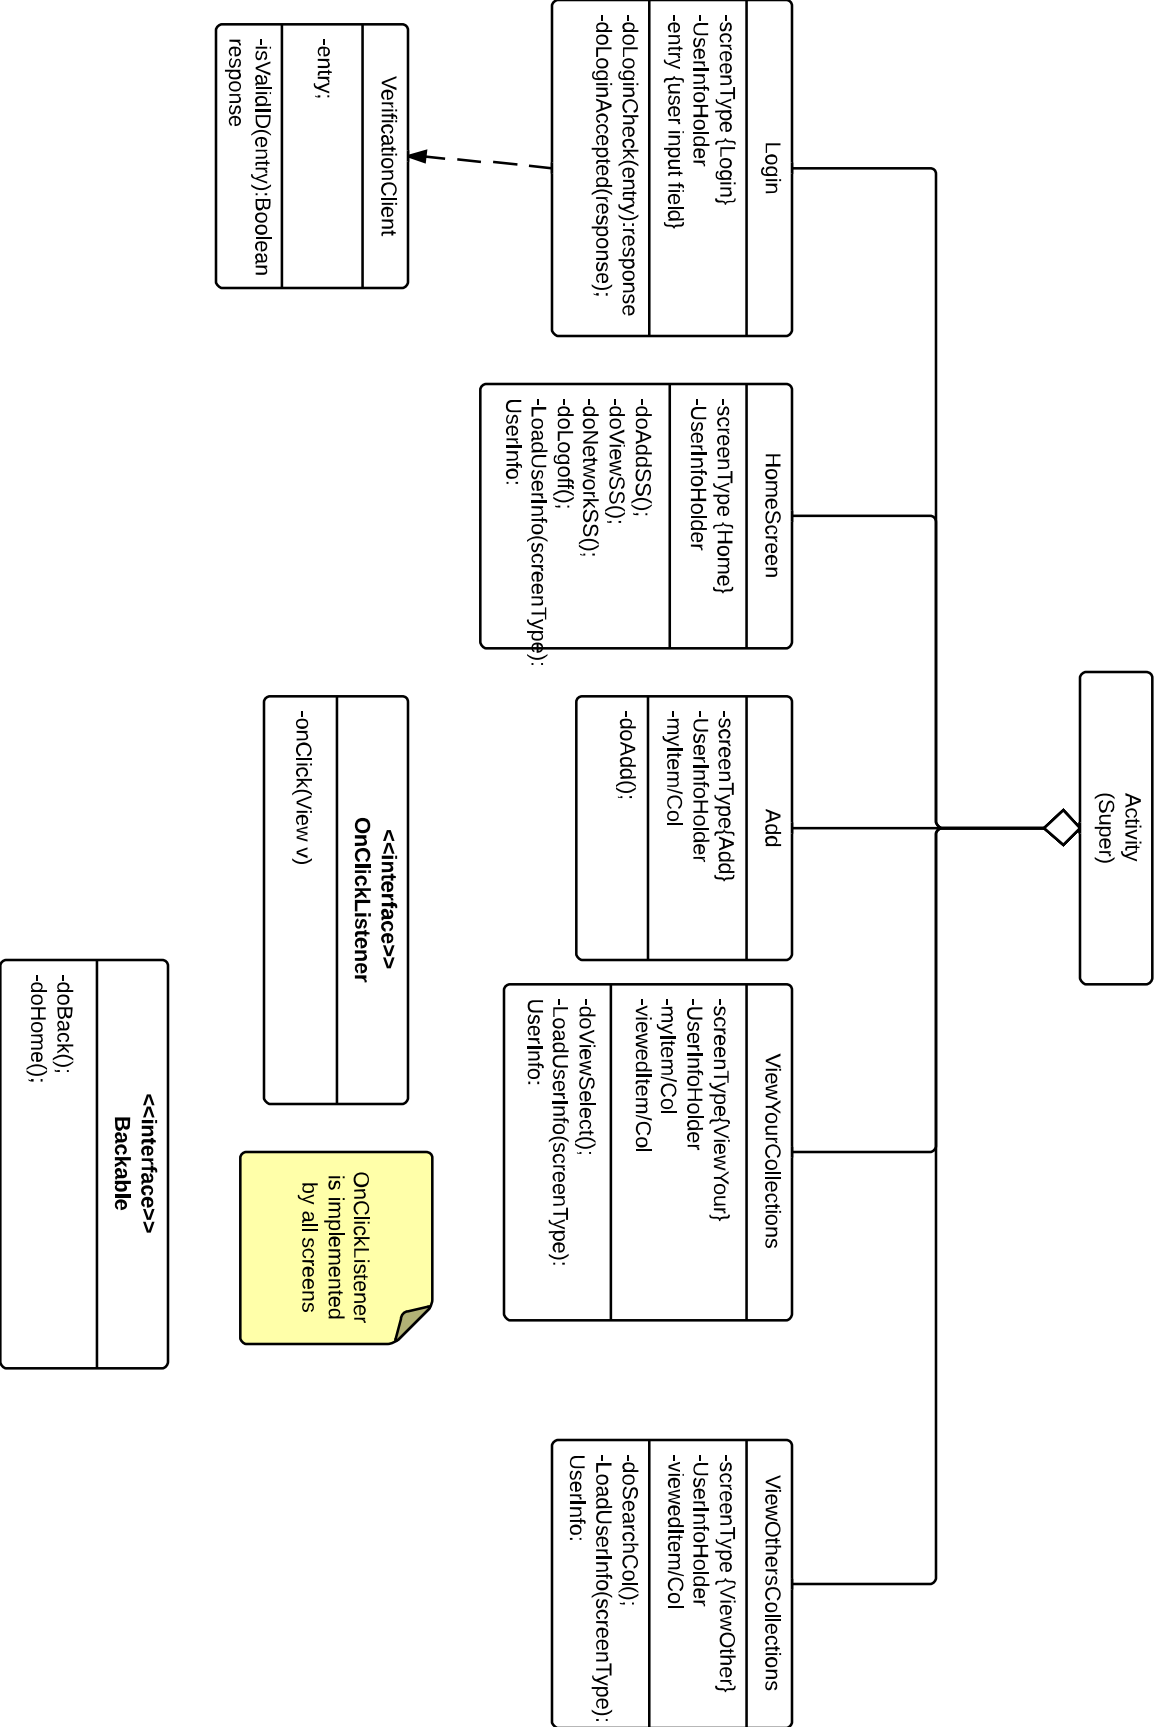 Activity
(Super)
Login
-screenType {Login}
-UserInfoHolder
-entry {user input field}
-doLoginCheck(entry):response
-doLoginAccepted(response);
HomeScreen
-screenType {Home}
-UserInfoHolder
-doAddSS();
-doViewSS();
-doNetworkSS();
-doLogoff();
-LoadUserInfo(screenType):
UserInfo:
Add
-screenType{Add}
-UserInfoHolder
-myItem/Col
-doAdd();
ViewYourCollections
-screenType{ViewYour}
-UserInfoHolder
-myItem/Col
-viewedItem/Col
-doViewSelect();
-LoadUserInfo(screenType):
UserInfo:
ViewOthersCollections
-screenType {ViewOther}
-UserInfoHolder
-viewedItem/Col
-doSearchCol();
-LoadUserInfo(screenType):
UserInfo:
VerificationClient
-entry;
-isValidID(entry):Boolean
response
<<interface>>
OnClickListener
-onClick(View v)
OnClickListener
is implemented
by all screens
<<interface>>
Backable
-doBack();
-doHome();